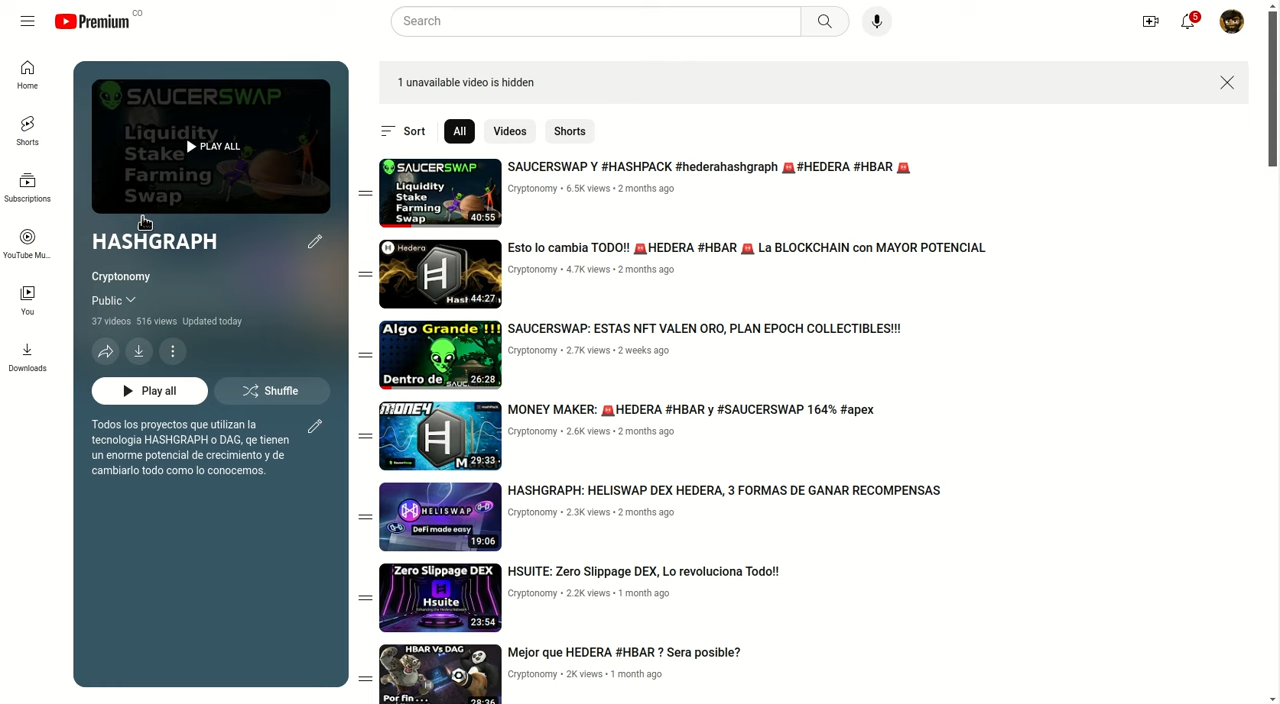 Premium CO
Search
5
Home
Shorts
Subscriptions
YouTube Mu...
You
Downloads
SAUCERSWAP
Liquidity
Stake
Farming
Swap
PLAY ALL
HASHGRAPH
Cryptonomy
Public
37 videos 516 views Updated today
Play all
Shuffle
Todos los proyectos que utilizan la
tecnologia HASHGRAPH o DAG, qe tienen
un enorme potencial de crecimiento y de
cambiarlo todo como lo conocemos.
1 unavailable video is hidden
Sort
All
Videos
Shorts
SAUCERSWAP
Liquidity
Stake
Farming
Swap
40:55
SAUCERSWAP Y #HASHPACK #hederahashgraph 🚨#HEDERA #HBAR 🚨
Cryptonomy • 6.5K views • 2 months ago
Hedera
44:27
Esto lo cambia TODO!! 🚨HEDERA #HBAR 🚨 La BLOCKCHAIN con MAYOR POTENCIAL
Cryptonomy • 4.7K views • 2 months ago
Algo Grande !!!
Dentro de
26:28
SAUCERSWAP: ESTAS NFT VALEN ORO, PLAN EPOCH COLLECTIBLES!!!
Cryptonomy • 2.7K views • 2 weeks ago
MONEY
29:33
MONEY MAKER: 🚨HEDERA #HBAR y #SAUCERSWAP 164% #apex
Cryptonomy • 2.6K views • 2 months ago
HELISWAP
DeFi made easy
19:06
HASHGRAPH: HELISWAP DEX HEDERA, 3 FORMAS DE GANAR RECOMPENSAS
Cryptonomy • 2.3K views • 2 months ago
Zero Slippage DEX
Hsuite
23:54
HSUITE: Zero Slippage DEX, Lo revoluciona Todo!!
Cryptonomy • 2.2K views • 1 month ago
HBAR Vs DAG
Por fin ...
28:36
Mejor que HEDERA #HBAR ? Sera posible?
Cryptonomy • 2K views • 1 month ago